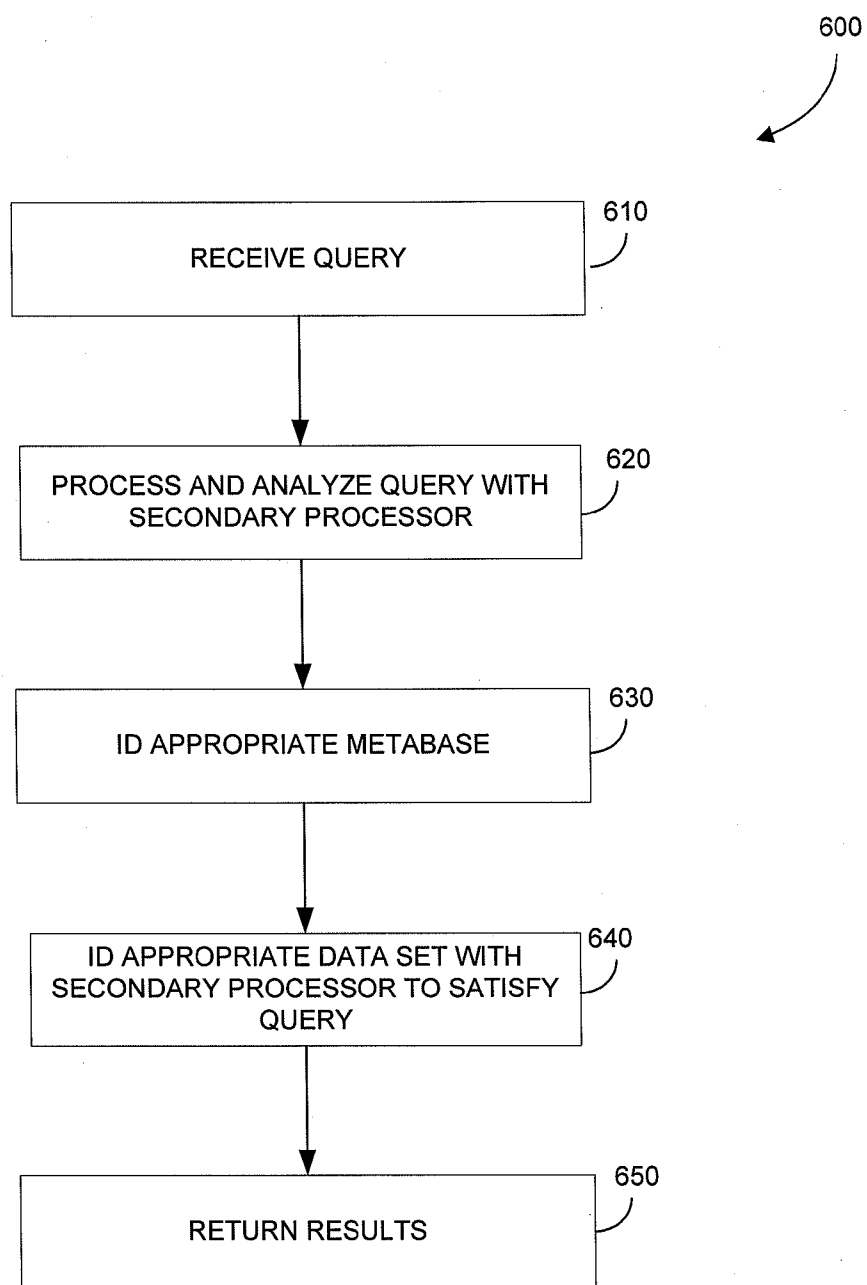 600
610
RECEIVE QUERY
620
PROCESS AND ANALYZE QUERY WITH
SECONDARY PROCESSOR
630
ID APPROPRIATE METABASE
640
ID APPROPRIATE DATA SET WITH
SECONDARY PROCESSOR TO SATISFY
QUERY
650
RETURN RESULTS